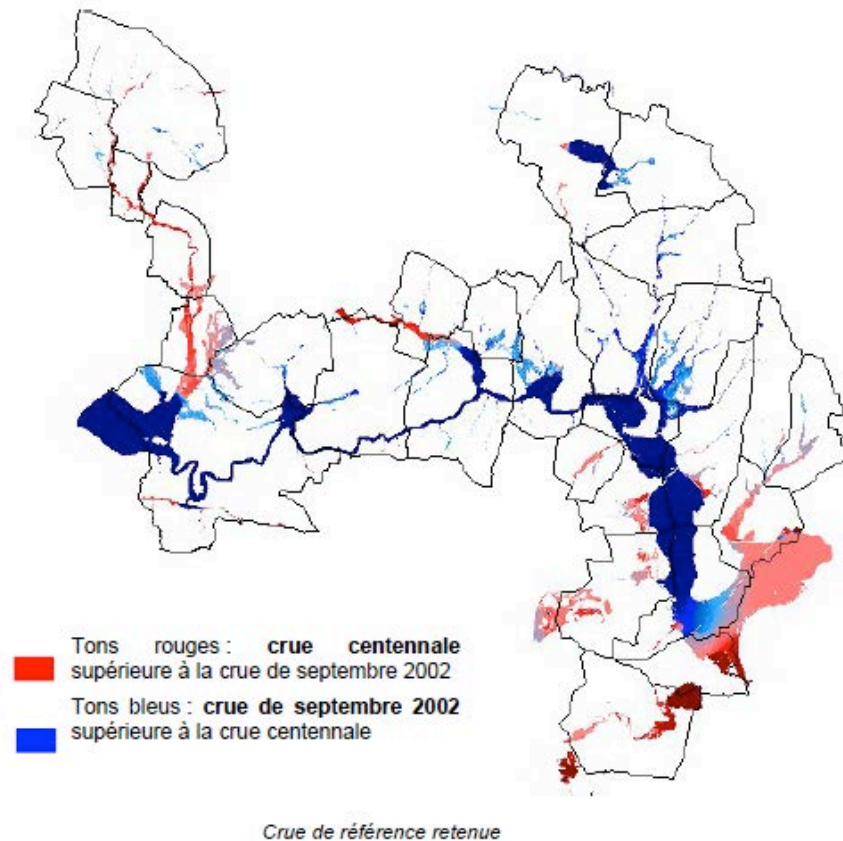 Tons rouges : crue centennale
supérieure à la crue de septembre 2002
Tons bleus : crue de septembre 2002
supérieure à la crue centennale
Crue de référence retenue